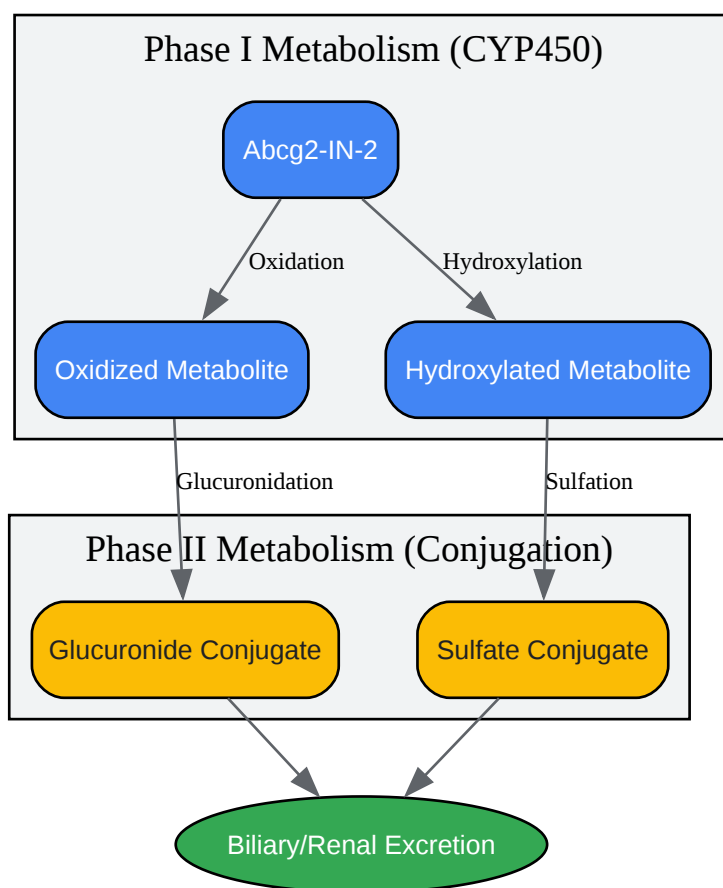 Phase I Metabolism (CYP450)
Abcg2-IN-2
Oxidation
Hydroxylation
Oxidized Metabolite
Hydroxylated Metabolite
Glucuronidation
Sulfation
Phase II Metabolism (Conjugation)
Glucuronide Conjugate
Sulfate Conjugate
Biliary/Renal Excretion